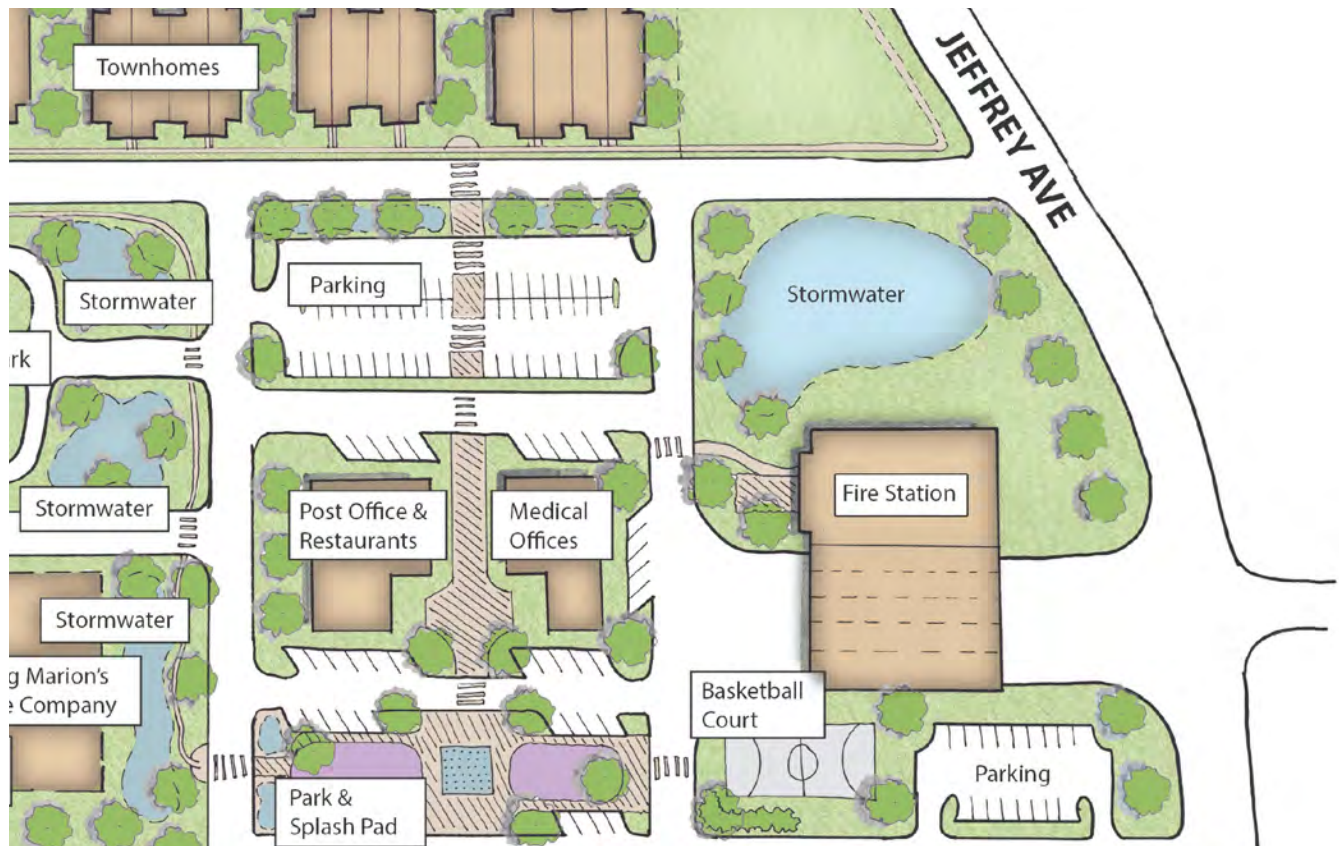 Townhomes
JEFFREY AVE
Stormwater
Parking
Stormwater
ark
Stormwater
Post Office &
Restaurants
Medical
Offices
Fire Station
Stormwater
g Marion's
e Company
Basketball
Court
Parking
Park &
Splash Pad